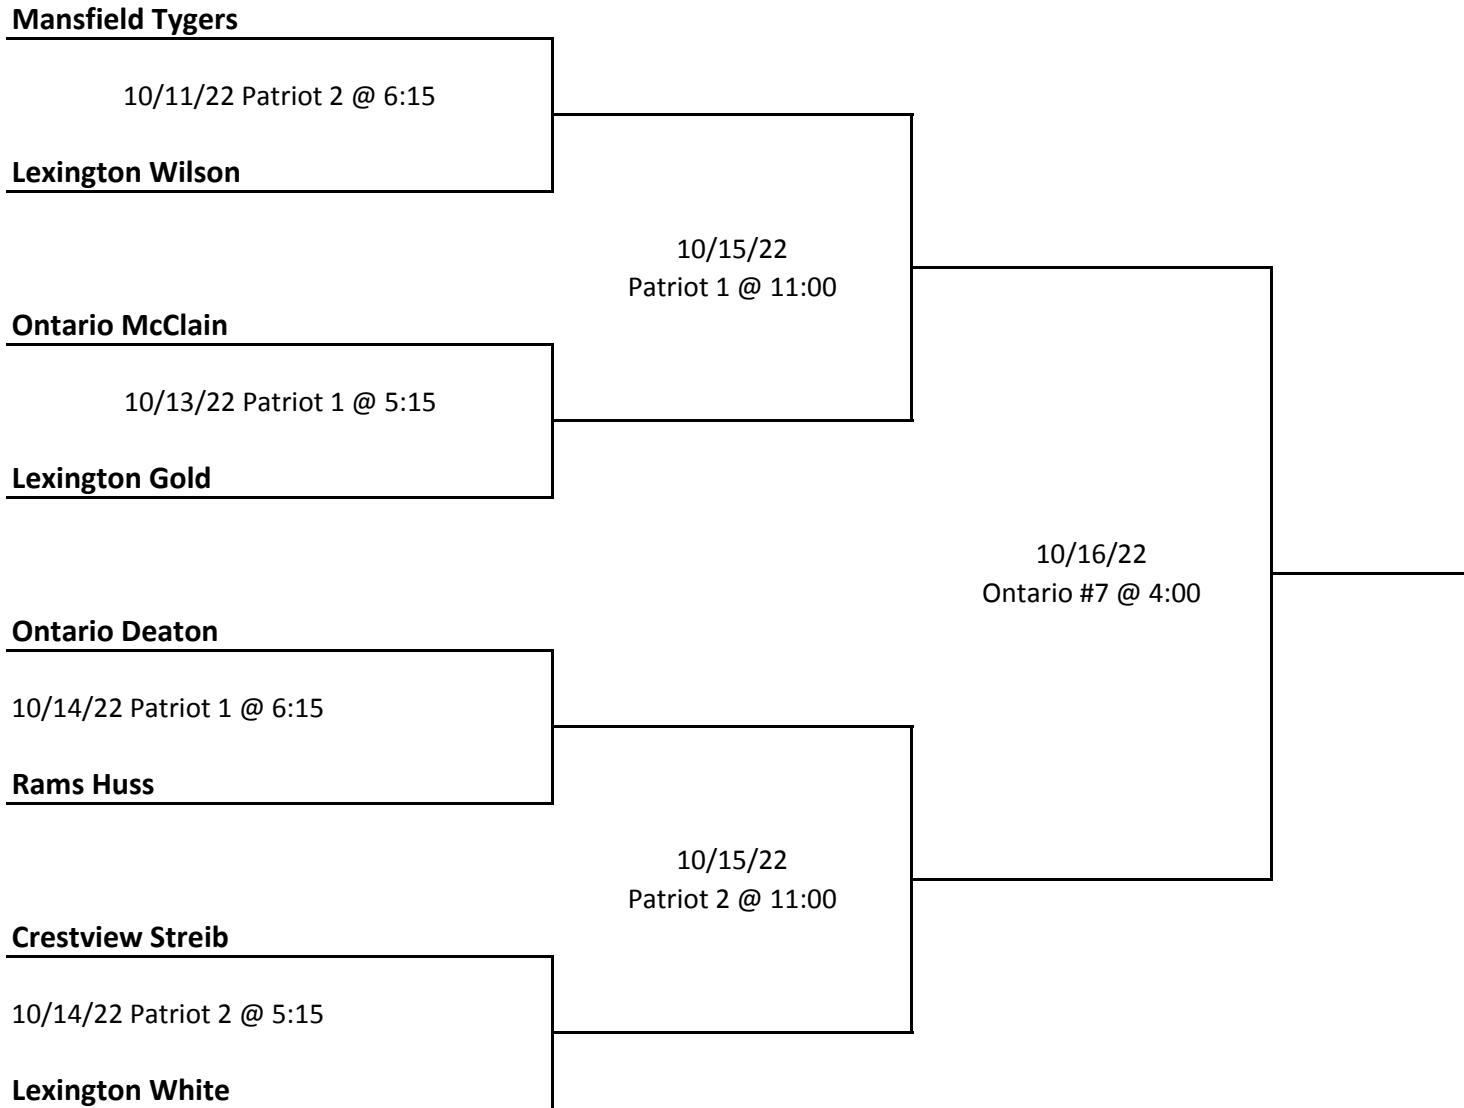 Mansfield Tygers
10/11/22 Patriot 2 @ 6:15
Lexington Wilson
10/15/22
Patriot 1 @ 11:00
Ontario McClain
10/13/22 Patriot 1 @ 5:15
Lexington Gold
10/16/22
Ontario #7 @ 4:00
Ontario Deaton
10/14/22 Patriot 1 @ 6:15
Rams Huss
10/15/22
Patriot 2 @ 11:00
Crestview Streib
10/14/22 Patriot 2 @ 5:15
Lexington White